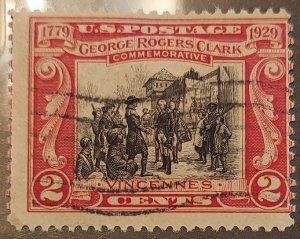 U.S. POSTAGE
1779 1929
GEORGE ROGERS CLARK
COMMEMORATIVE
VINCENNES
2 CENTS 2